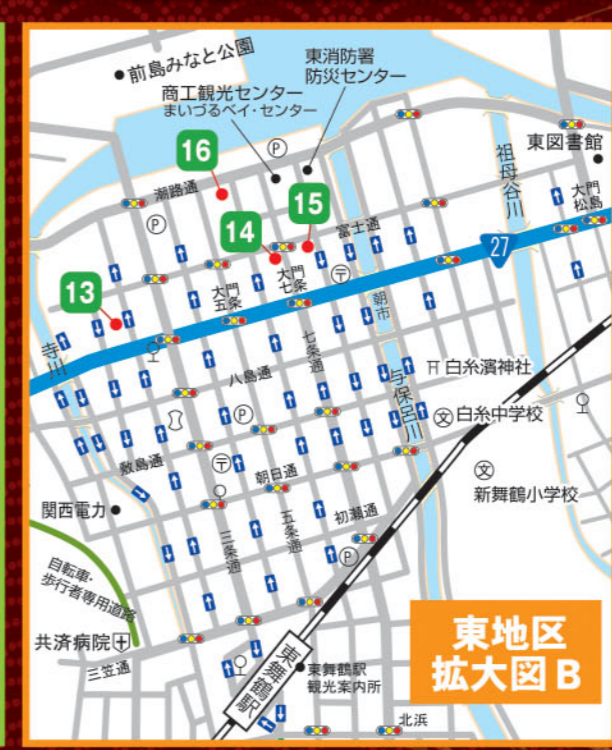 前島みなと公園
東消防署
防災センター
商工観光センター
まいづるベイ・センター
16
P
東図書館
祖母谷川
潮路通
P
14
15
富士通
大門
松島
27
13
大門
五条
大門
七条
〒
朝市
寺川
七条通
八島通
与保呂川
白糸濱神社
P
文
白糸中学校
敷島通
〒
朝日通
文
新舞鶴小学校
関西電力
三条通
五条通
初瀬通
P
自転車・
歩行者専用道路
共済病院
三笠通
東舞鶴駅
東舞鶴駅
観光案内所
北浜
東地区
拡大図 B